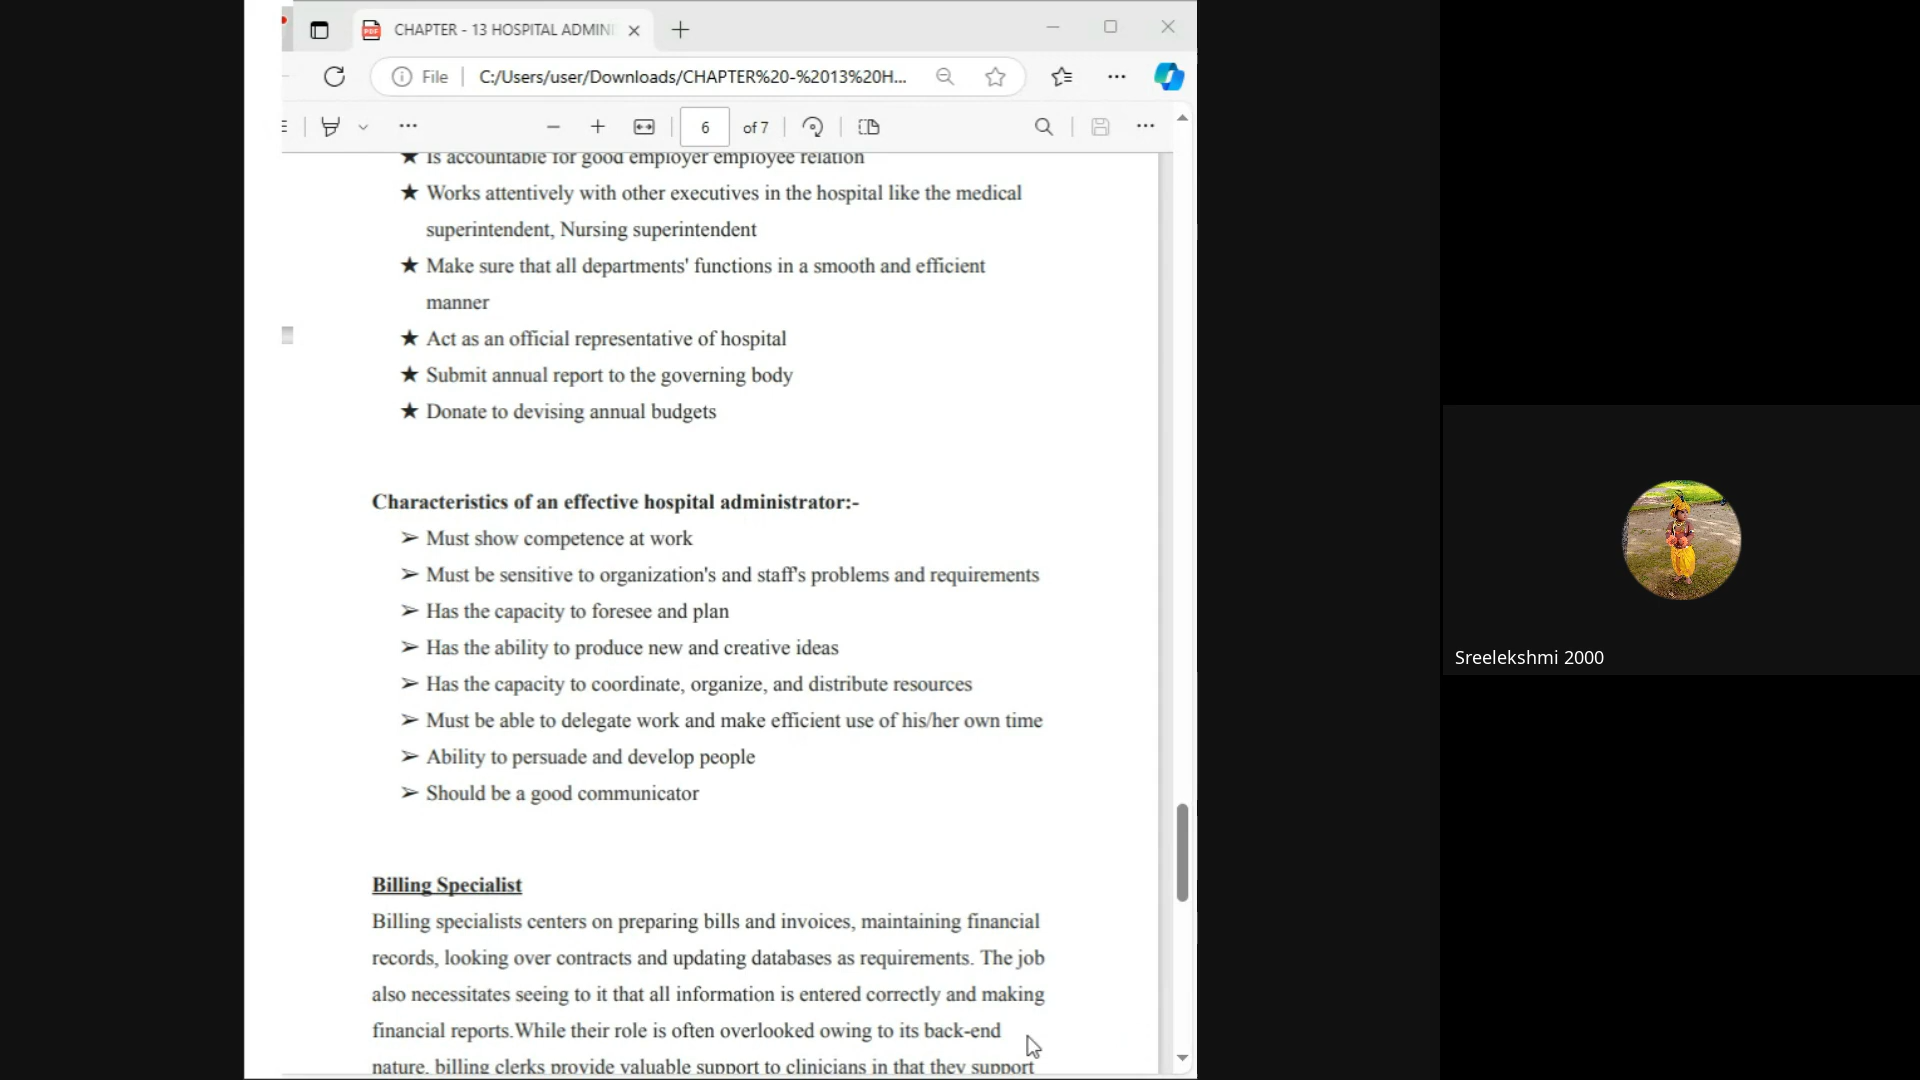 CHAPTER - 13 HOSPITAL ADMIN
File
C:/Users/user/Downloads/CHAPTER%20-%2013%20H...
6 of 7
★ Is accountable for good employer employee relation
★ Works attentively with other executives in the hospital like the medical
superintendent, Nursing superintendent
★ Make sure that all departments' functions in a smooth and efficient
manner
★ Act as an official representative of hospital
★ Submit annual report to the governing body
★ Donate to devising annual budgets
Characteristics of an effective hospital administrator:-
➢ Must show competence at work
➢ Must be sensitive to organization's and staff's problems and requirements
➢ Has the capacity to foresee and plan
➢ Has the ability to produce new and creative ideas
➢ Has the capacity to coordinate, organize, and distribute resources
➢ Must be able to delegate work and make efficient use of his/her own time
➢ Ability to persuade and develop people
➢ Should be a good communicator
Billing Specialist
Billing specialists centers on preparing bills and invoices, maintaining financial
records, looking over contracts and updating databases as requirements. The job
also necessitates seeing to it that all information is entered correctly and making
financial reports.While their role is often overlooked owing to its back-end
nature, billing clerks provide valuable support to clinicians in that they support
Sreelekshmi 2000